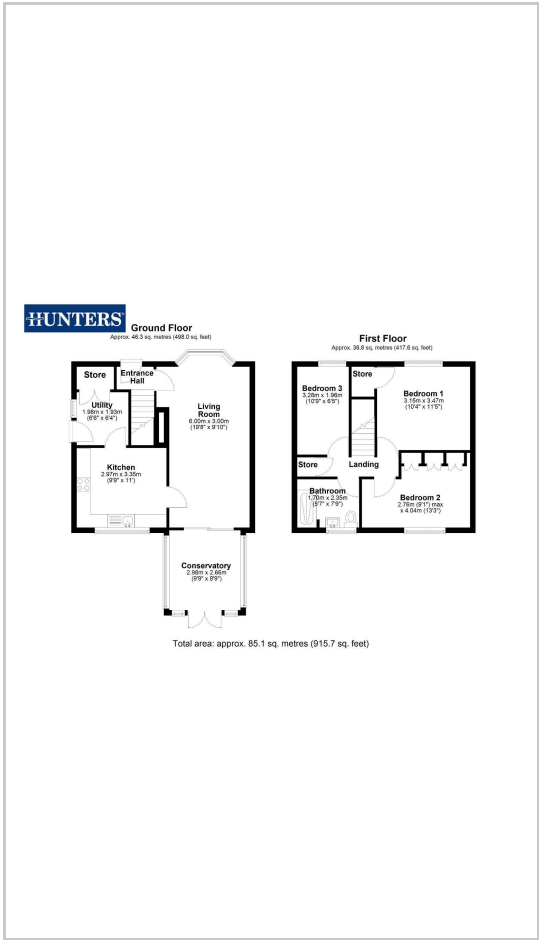 HUNTERS
Ground Floor
Approx. 46.3 sq. metres (498.0 sq. feet)
Store
Entrance
Hall
Utility
1.98m x 1.93m
(6'6" x 6'4")
Living
Room
6.00m x 3.00m
(19'8" x 9'10")
Kitchen
2.97m x 3.35m
(9'9" x 11')
Conservatory
2.98m x 2.66m
(9'9" x 8'9")
First Floor
Approx. 38.8 sq. metres (417.6 sq. feet)
Bedroom 3
3.28m x 1.96m
(10'9" x 6'5")
Store
Bedroom 1
3.15m x 3.47m
(10'4" x 11'5")
Store
Landing
Bathroom
1.70m x 2.35m
(5'7" x 7'9")
Bedroom 2
2.76m (9'1") max
x 4.04m (13'3")
Total area: approx. 85.1 sq. metres (915.7 sq. feet)